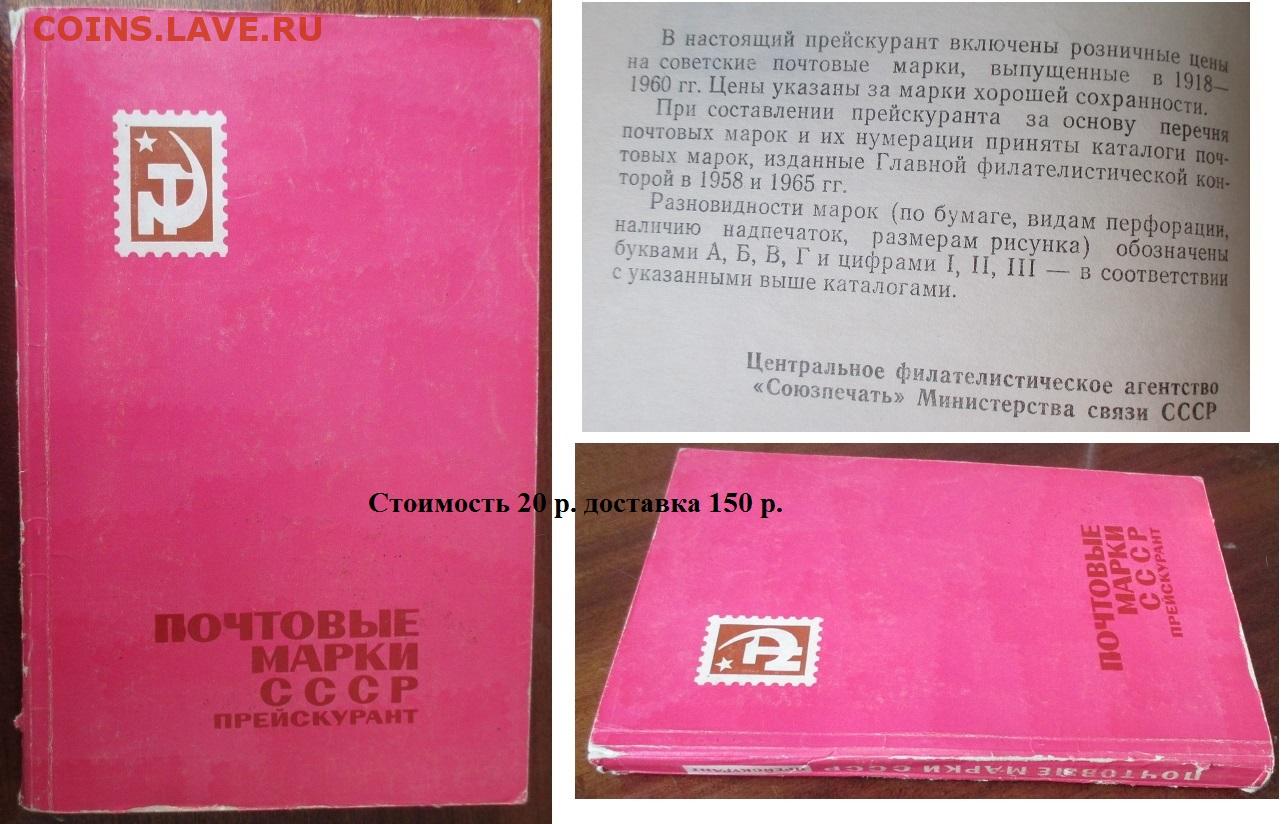 COINS.LAVE.RU
ПОЧТОВЫЕ
МАРКИ
СССР
ПРЕЙСКУРАНТ
В настоящий прейскурант включены розничные цены
на советские почтовые марки, выпущенные в 1918—
1960 гг. Цены указаны за марки хорошей сохранности.
При составлении прейскуранта за основу перечня
почтовых марок и их нумерации приняты каталоги поч-
товых марок, изданные Главной филателистической кон-
торой в 1958 и 1965 гг.
Разновидности марок (по бумаге, видам перфорации,
наличию надпечаток, размерам рисунка) обозначены
буквами А, Б, В, Г и цифрами I, II, III — в соответствии
с указанными выше каталогами.
Центральное филателистическое агентство
«Союзпечать» Министерства связи СССР
Стоимость 20 р. доставка 150 р.
ПОЧТОВЫЕ
МАРКИ
СССР
ПРЕЙСКУРАНТ
ПОЧТОВЫЕ МАРКИ СССР ПРЕЙСКУРАНТ